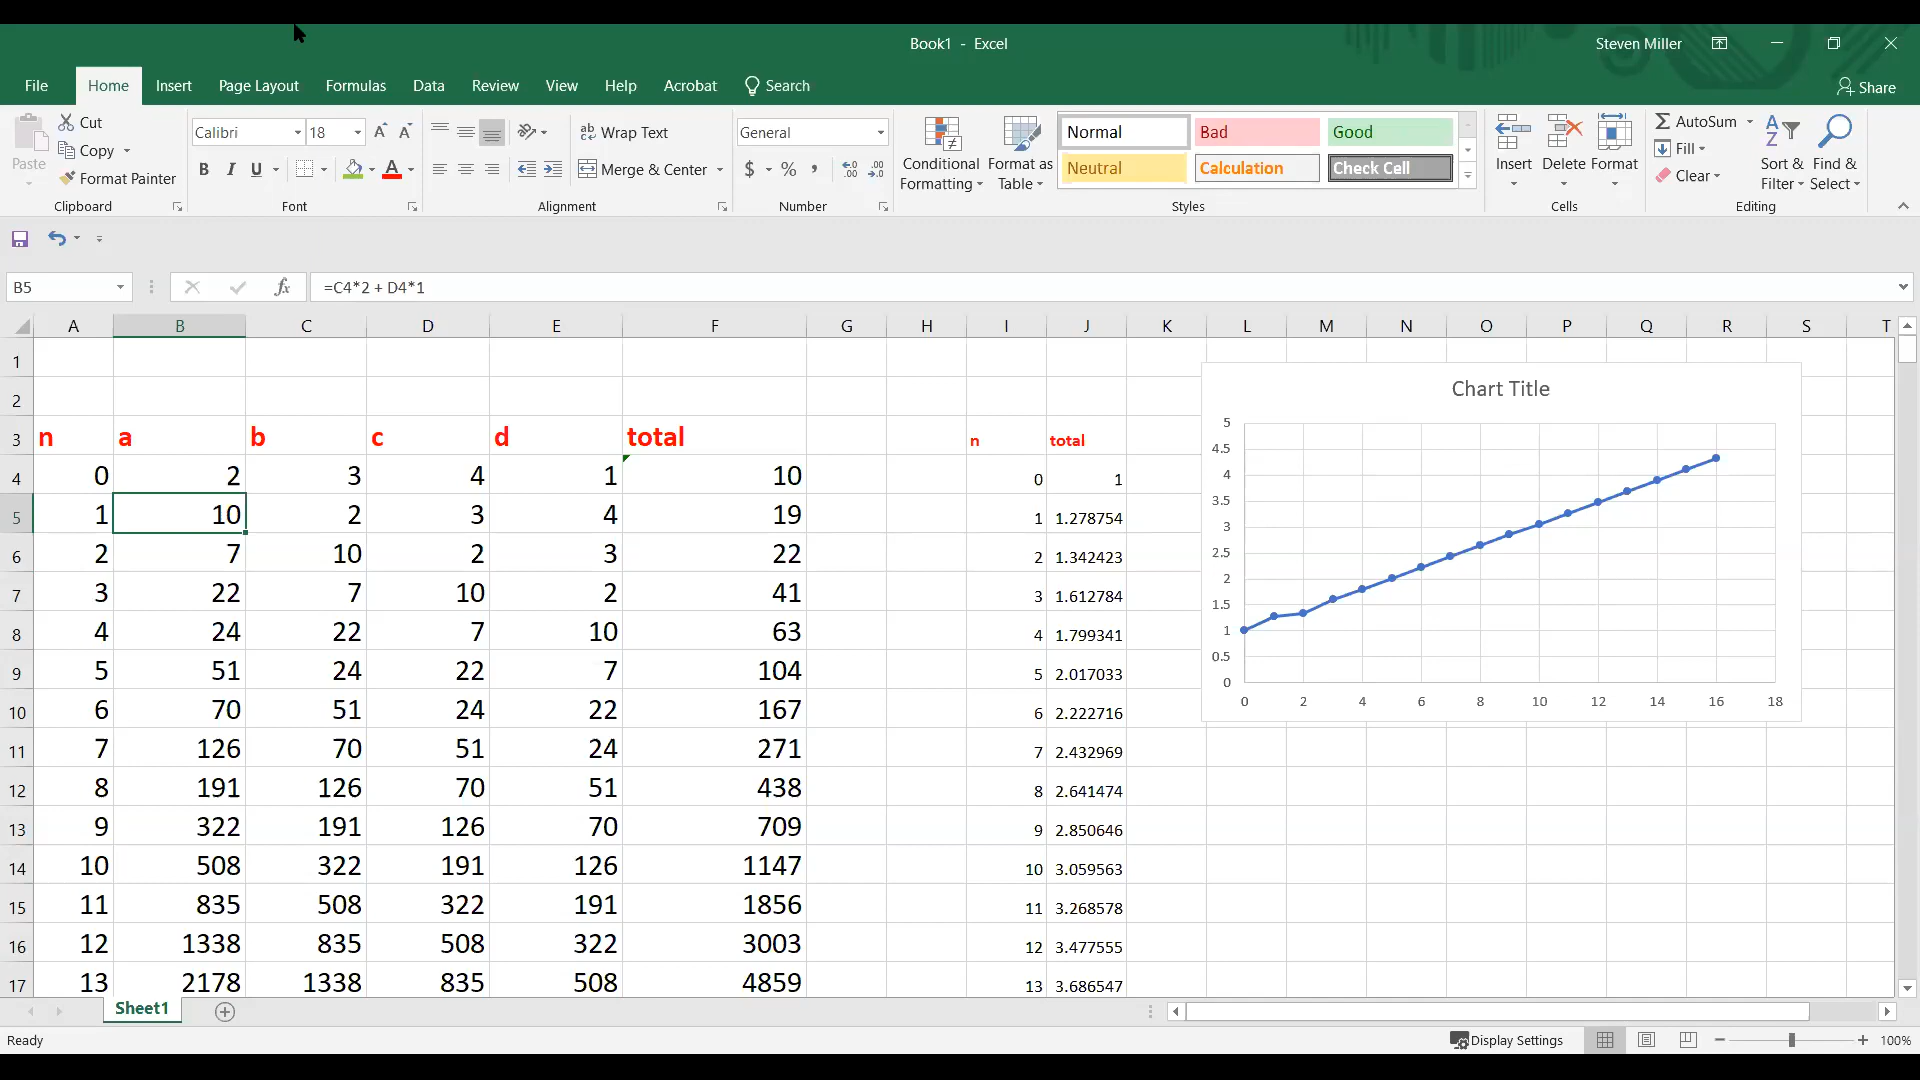 Book1 - Excel
Steven Miller
File Home Insert Page Layout Formulas Data Review View Help Acrobat Search
Share
Paste
Cut
Copy
Format Painter
Clipboard
Calibri 18
B I U
Font
Wrap Text
Merge & Center
Alignment
General
$ % ,
Number
Conditional Formatting
Format as Table
Normal Bad Good
Neutral Calculation Check Cell
Styles
Insert Delete Format
Cells
AutoSum
Fill
Clear
Sort & Filter
Find & Select
Editing
B5 fx =C4*2 + D4*1
A B C D E F G H I J K L M N O P Q R S T
1
2
3 n a b c d total n total
4 0 2 3 4 1 10 0 1
5 1 10 2 3 4 19 1 1.278754
6 2 7 10 2 3 22 2 1.342423
7 3 22 7 10 2 41 3 1.612784
8 4 24 22 7 10 63 4 1.799341
9 5 51 24 22 7 104 5 2.017033
10 6 70 51 24 22 167 6 2.222716
11 7 126 70 51 24 271 7 2.432969
12 8 191 126 70 51 438 8 2.641474
13 9 322 191 126 70 709 9 2.850646
14 10 508 322 191 126 1147 10 3.059563
15 11 835 508 322 191 1856 11 3.268578
16 12 1338 835 508 322 3003 12 3.477555
17 13 2178 1338 835 508 4859 13 3.686547
Chart Title
5
4.5
4
3.5
3
2.5
2
1.5
1
0.5
0
0 2 4 6 8 10 12 14 16 18
Sheet1
Ready
Display Settings
100%